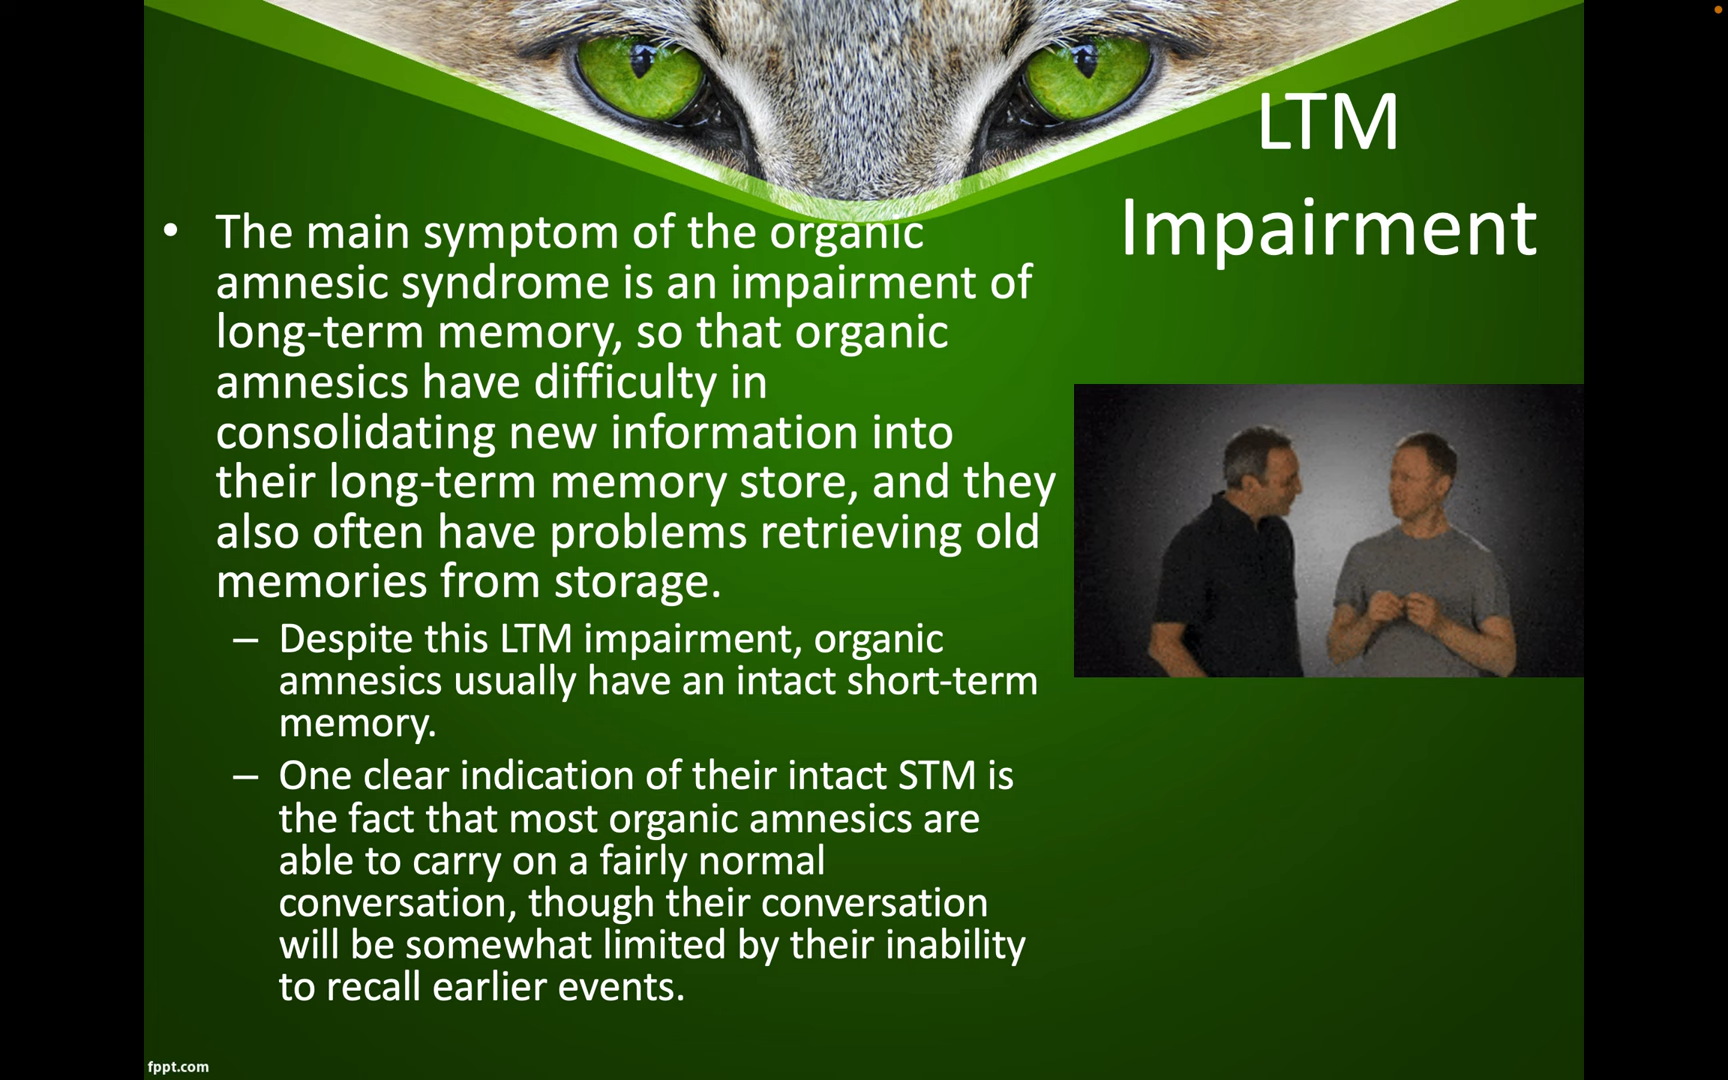 LTM
Impairment
• The main symptom of the organic
amnesic syndrome is an impairment of
long-term memory, so that organic
amnesics have difficulty in
consolidating new information into
their long-term memory store, and they
also often have problems retrieving old
memories from storage.
– Despite this LTM impairment, organic
amnesics usually have an intact short-term
memory.
– One clear indication of their intact STM is
the fact that most organic amnesics are
able to carry on a fairly normal
conversation, though their conversation
will be somewhat limited by their inability
to recall earlier events.
fppt.com